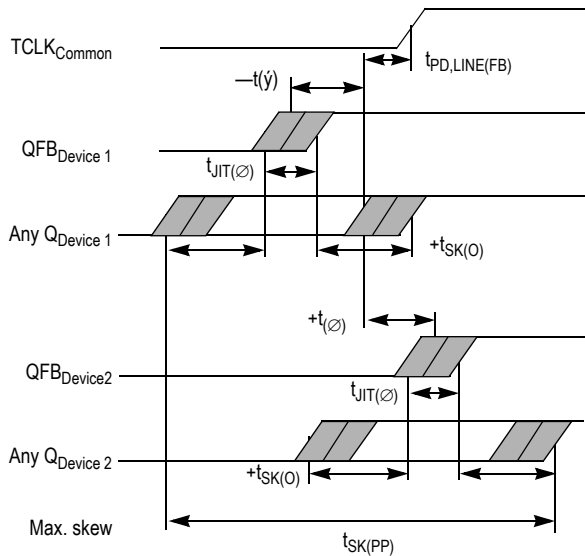 TCLKCommon
tPD,LINE(FB)
—t(ý)
QFBDevice 1
tJIT(∅)
Any QDevice 1
+tSK(O)
+t(∅)
QFBDevice2
tJIT(∅)
Any QDevice 2
+tSK(O)
Max. skew
tSK(PP)